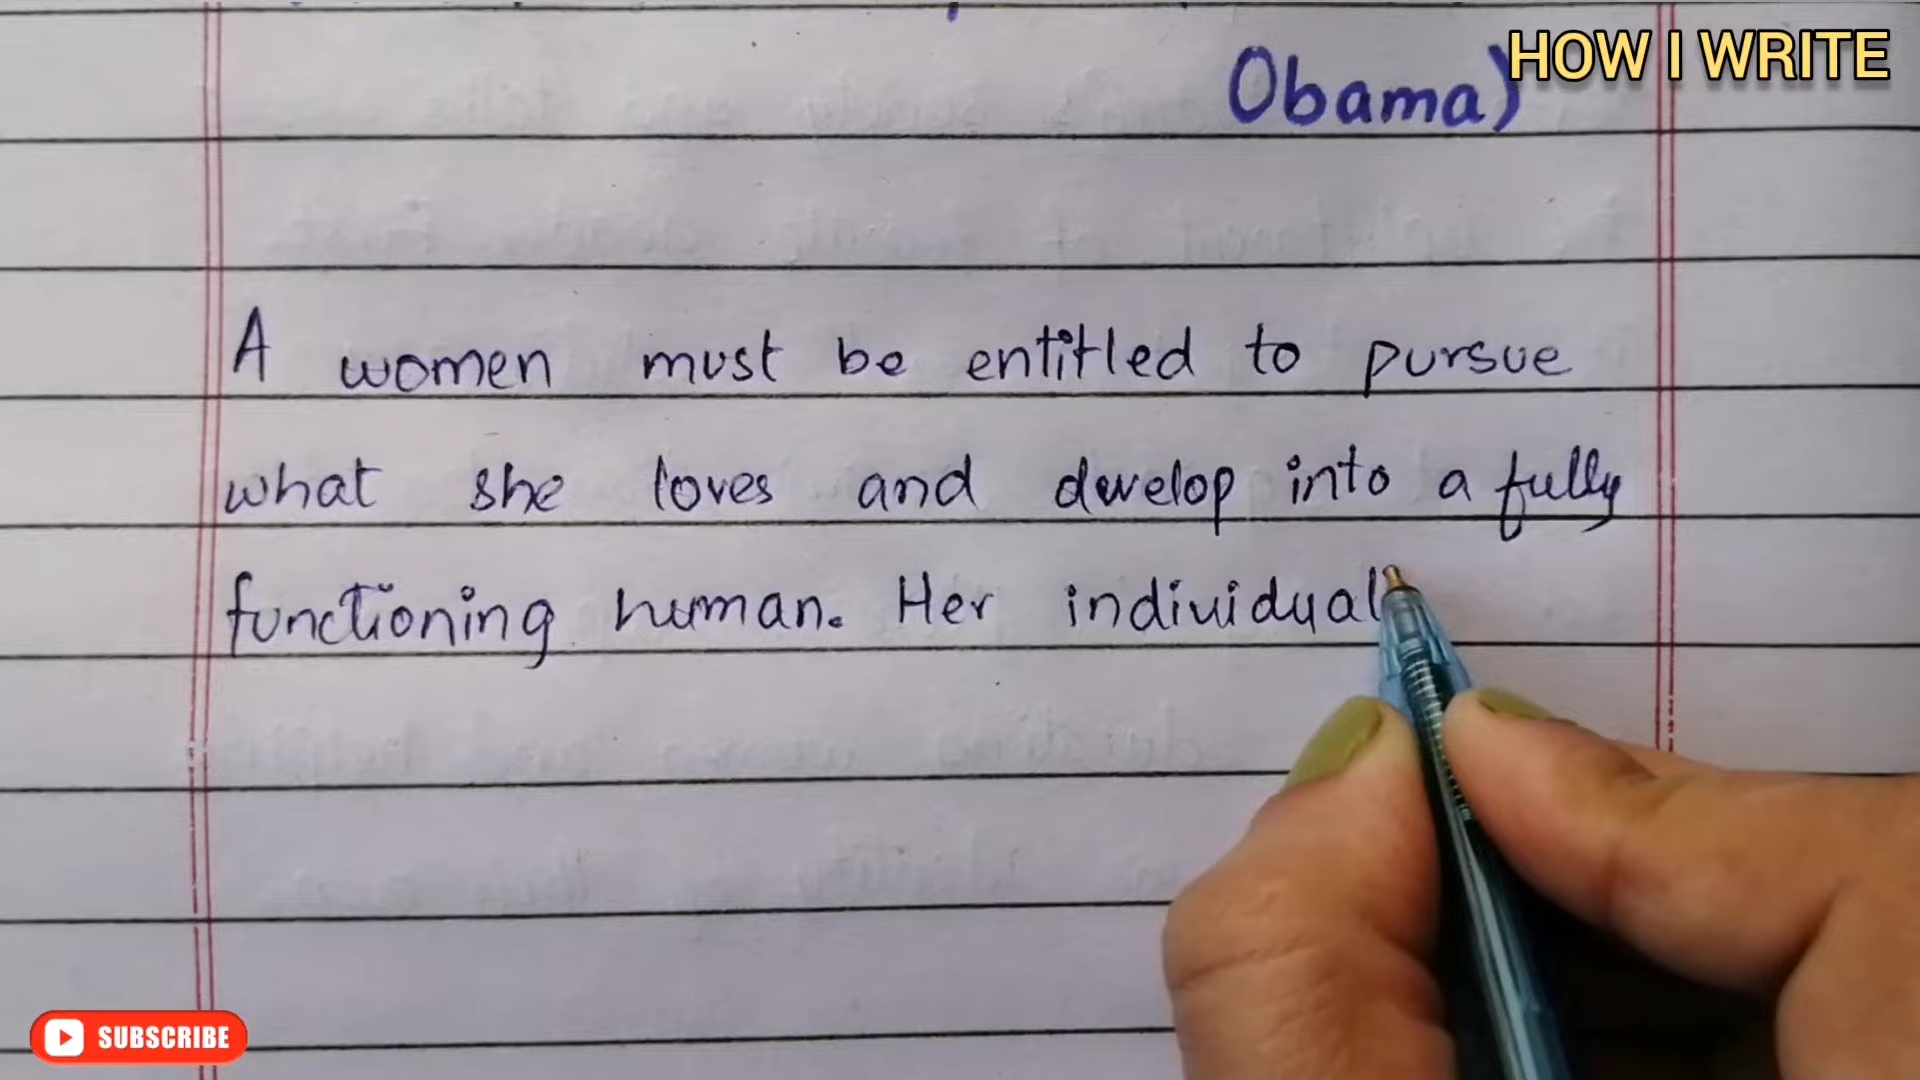 HOW I WRITE
Obama)
A women must be entitled to pursue
what she loves and develop into a fully
functioning human. Her individual
SUBSCRIBE